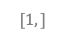 [1, ]